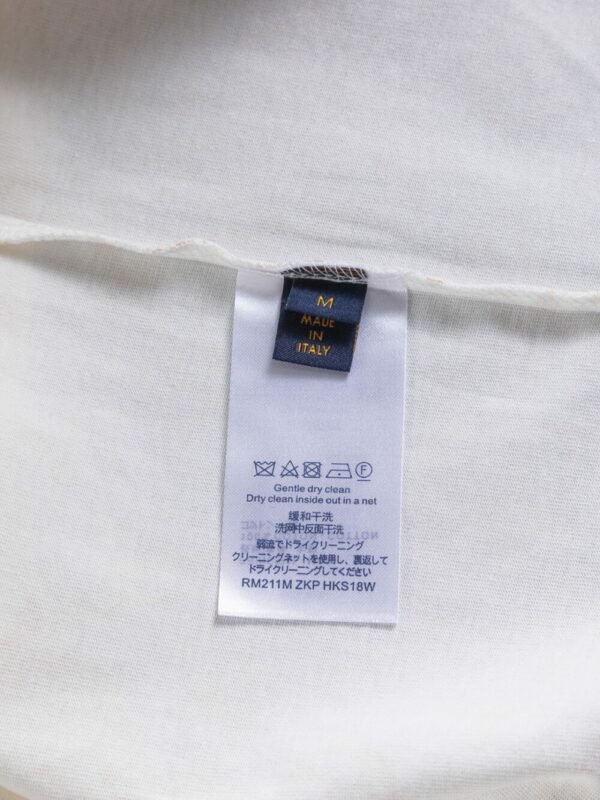 M
MADE
IN
ITALY
Gentle dry clean
Drty clean inside out in a net
缓和干洗
洗网中反面干洗
弱流でドライクリーニング
クリーニングネットを使用し、裏返して
ドライクリーニングしてください
RM211M ZKP HKS18W